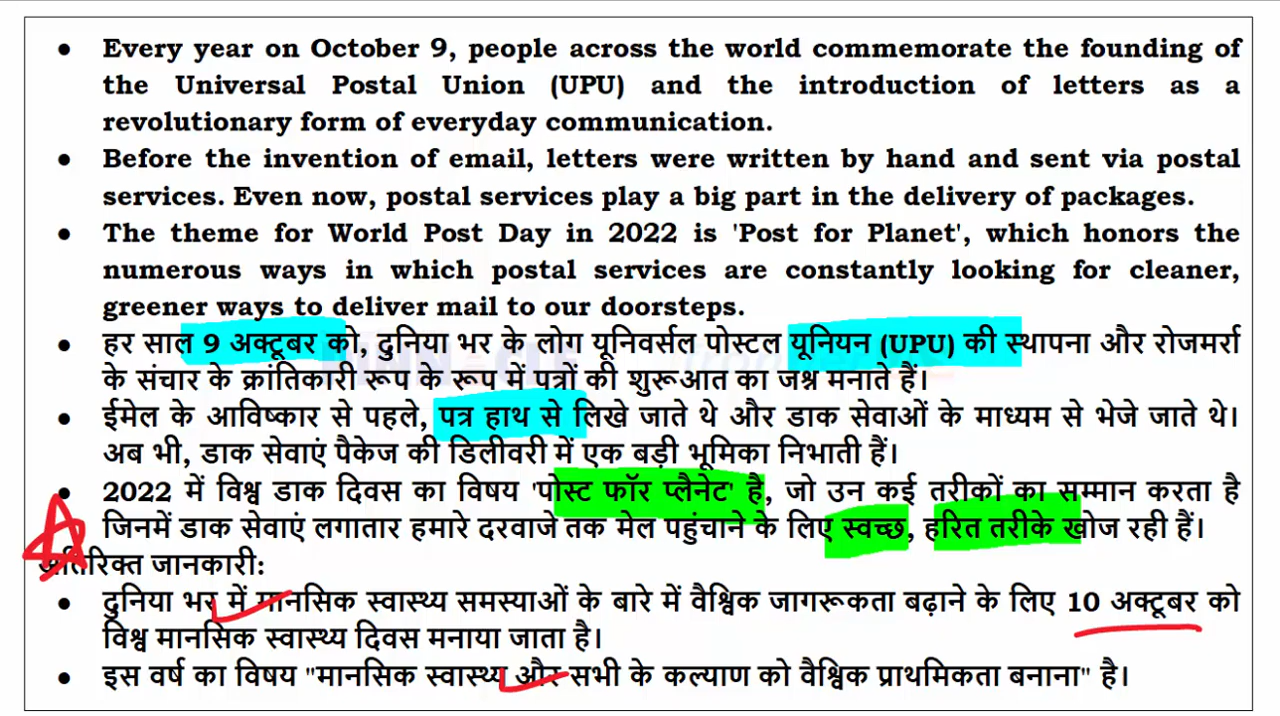 • Every year on October 9, people across the world commemorate the founding of
the Universal Postal Union (UPU) and the introduction of letters as a
revolutionary form of everyday communication.
• Before the invention of email, letters were written by hand and sent via postal
services. Even now, postal services play a big part in the delivery of packages.
• The theme for World Post Day in 2022 is 'Post for Planet', which honors the
numerous ways in which postal services are constantly looking for cleaner,
greener ways to deliver mail to our doorsteps.
• हर साल 9 अक्टूबर को, दुनिया भर के लोग यूनिवर्सल पोस्टल यूनियन (UPU) की स्थापना और रोजमर्रा
के संचार के क्रांतिकारी रूप के रूप में पत्रों की शुरूआत का जश्न मनाते हैं।
• ईमेल के आविष्कार से पहले, पत्र हाथ से लिखे जाते थे और डाक सेवाओं के माध्यम से भेजे जाते थे।
अब भी, डाक सेवाएं पैकेज की डिलीवरी में एक बड़ी भूमिका निभाती हैं।
• 2022 में विश्व डाक दिवस का विषय 'पोस्ट फॉर प्लैनेट' है, जो उन कई तरीकों का सम्मान करता है
जिनमें डाक सेवाएं लगातार हमारे दरवाजे तक मेल पहुंचाने के लिए स्वच्छ, हरित तरीके खोज रही हैं।
अतिरिक्त जानकारी:
• दुनिया भर में मानसिक स्वास्थ्य समस्याओं के बारे में वैश्विक जागरूकता बढ़ाने के लिए 10 अक्टूबर को
विश्व मानसिक स्वास्थ्य दिवस मनाया जाता है।
• इस वर्ष का विषय "मानसिक स्वास्थ्य और सभी के कल्याण को वैश्विक प्राथमिकता बनाना" है।